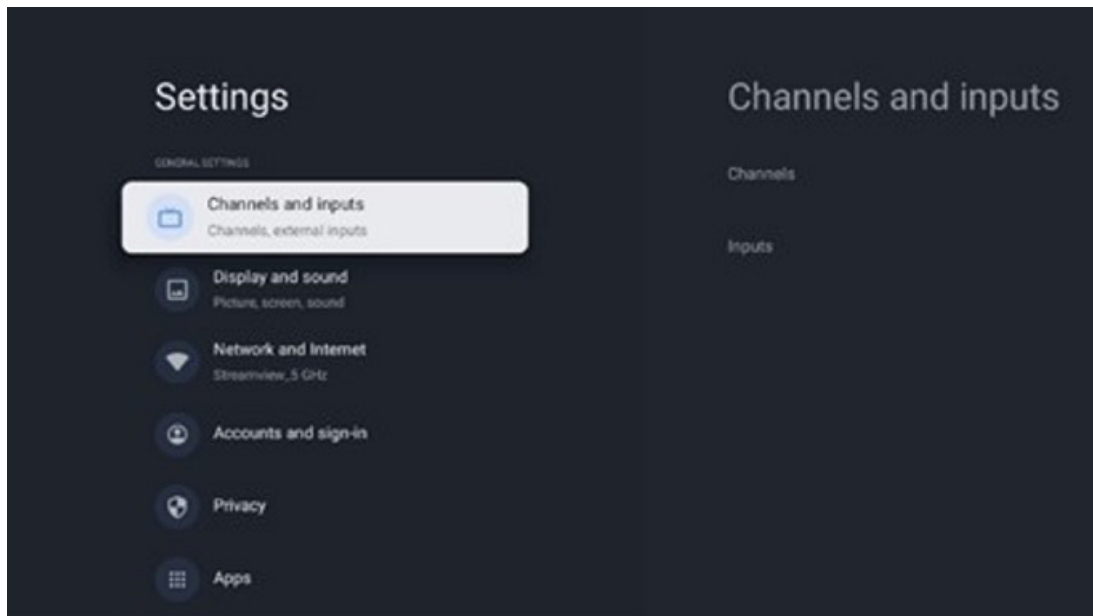 Settings
GENERAL SETTINGS
Channels and inputs
Channels, external inputs
Display and sound
Picture, screen, sound
Network and Internet
Streamview_5 GHz
Accounts and sign-in
Privacy
Apps
Channels and inputs
Channels
Inputs